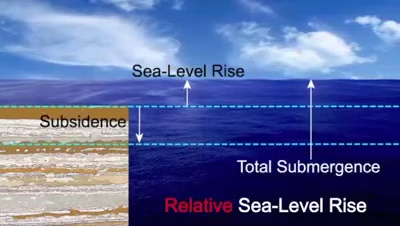 Sea-Level Rise
Subsidence
Total Submergence
Relative Sea-Level Rise